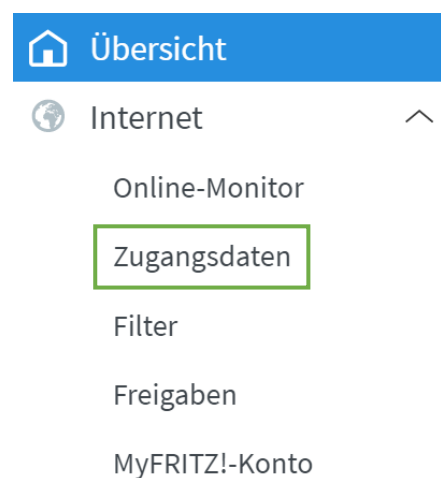 Übersicht
Internet
Online-Monitor
Zugangsdaten
Filter
Freigaben
MyFRITZ!-Konto